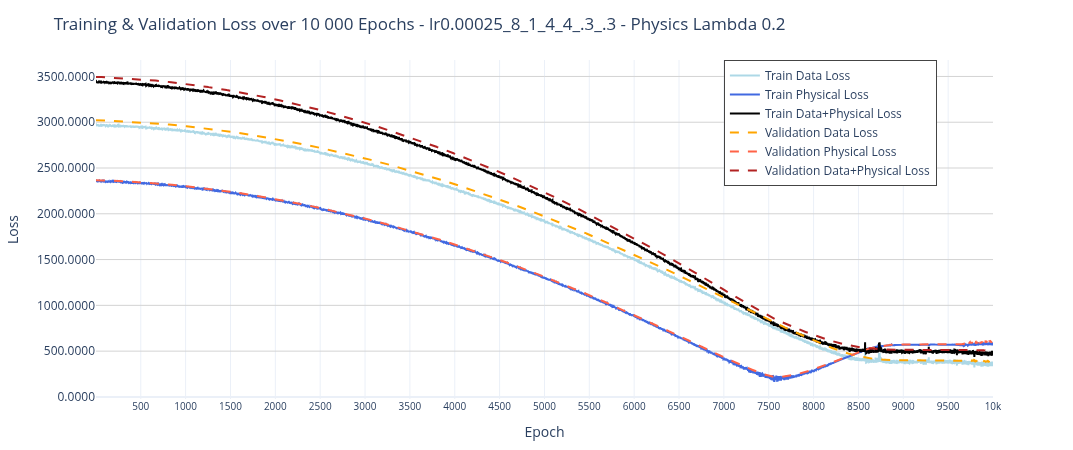 Training & Validation Loss over 10 000 Epochs - lr0.00025_8_1_4_4_.3_.3 - Physics Lambda 0.2
Train Data Loss
Train Physical Loss
Train Data+Physical Loss
Validation Data Loss
Validation Physical Loss
Validation Data+Physical Loss
Loss
3500.0000
3000.0000
2500.0000
2000.0000
1500.0000
1000.0000
500.0000
0.0000
500 1000 1500 2000 2500 3000 3500 4000 4500 5000 5500 6000 6500 7000 7500 8000 8500 9000 9500 10k
Epoch